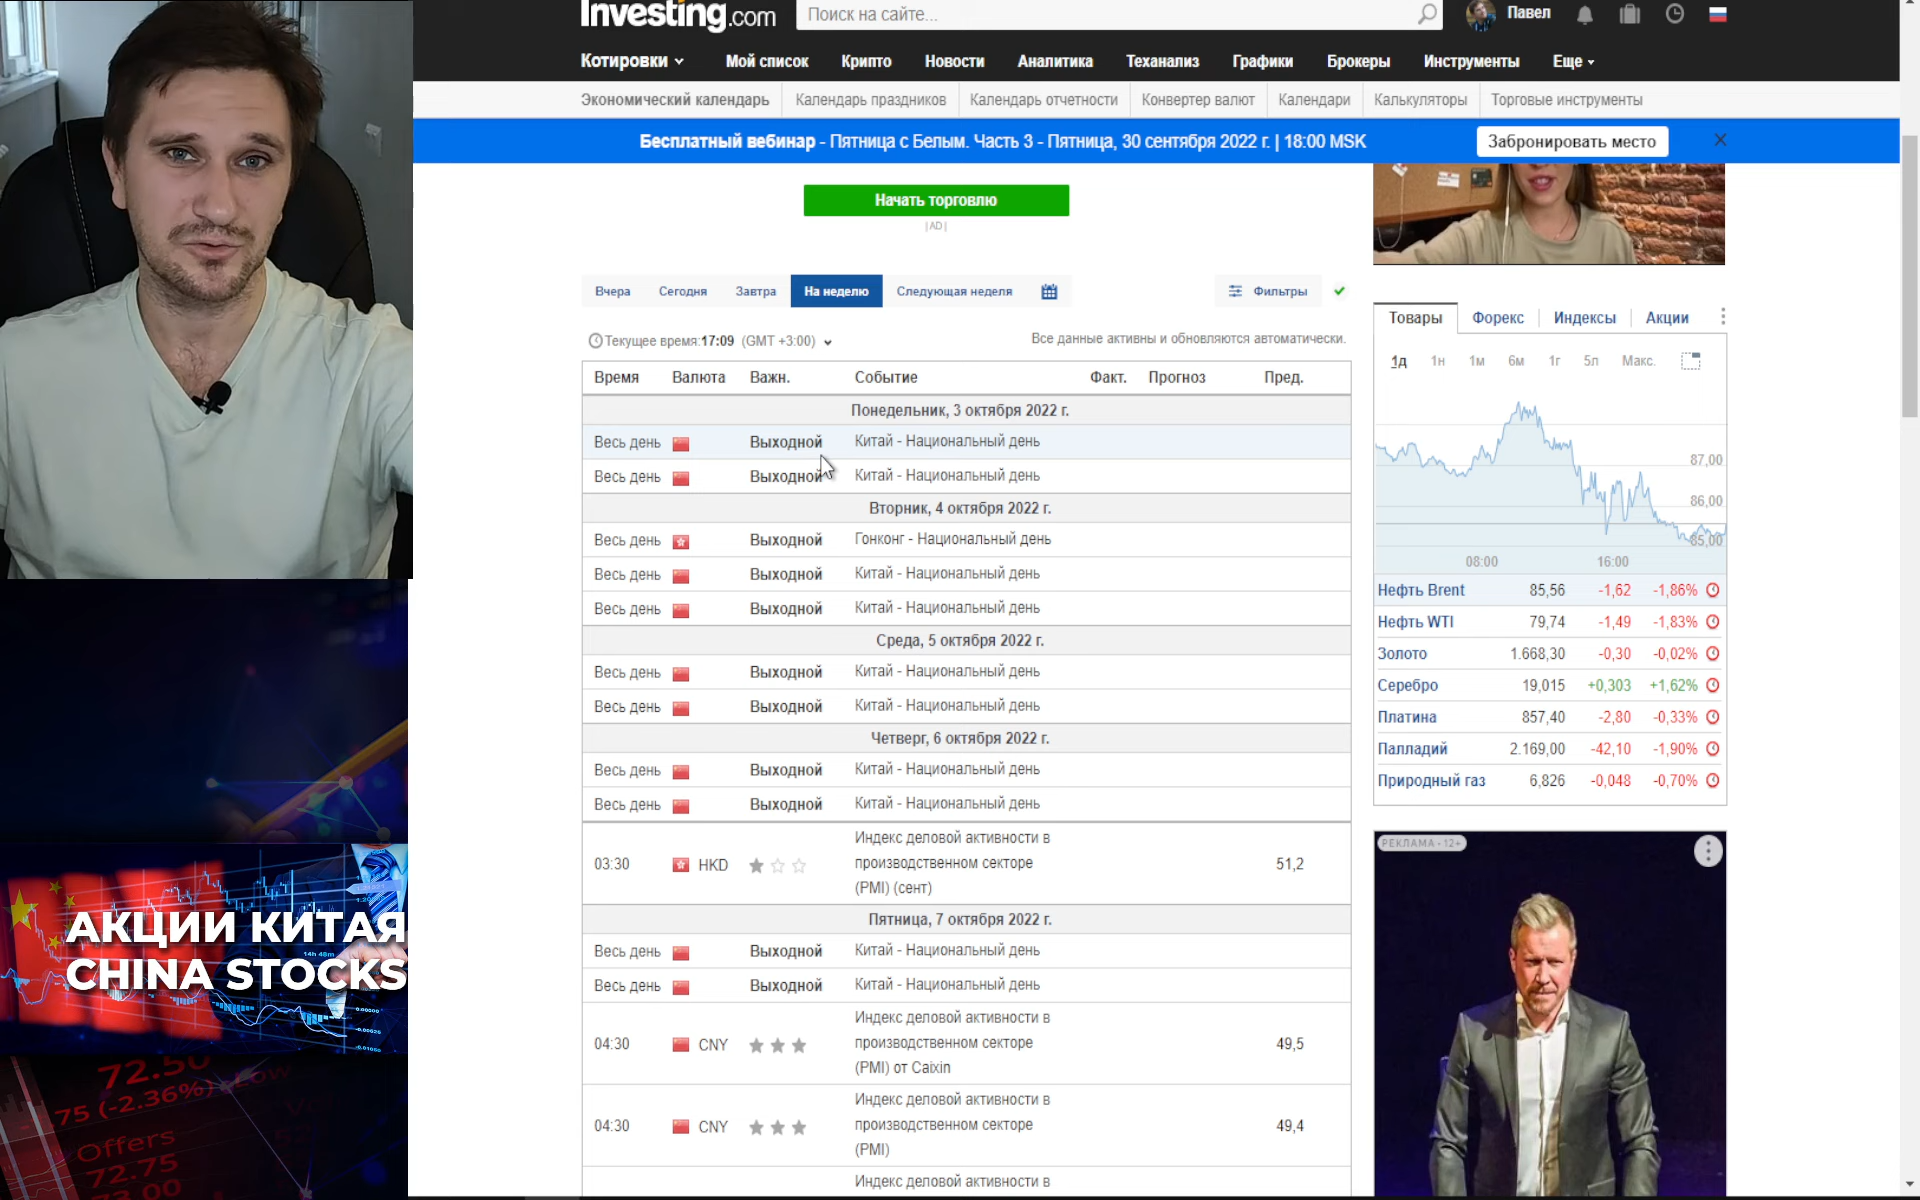 Investing.com
Поиск на сайте...
Павел
Котировки
Мой список
Крипто
Новости
Аналитика
Теханализ
Графики
Брокеры
Инструменты
Еще
Экономический календарь
Календарь праздников
Календарь отчетности
Конвертер валют
Календари
Калькуляторы
Торговые инструменты
Бесплатный вебинар - Пятница с Белым. Часть 3 - Пятница, 30 сентября 2022 г. | 18:00 MSK
Забронировать место
Начать торговлю
|AD|
Вчера
Сегодня
Завтра
На неделю
Следующая неделя
Фильтры
Текущее время:17:09 (GMT +3:00)
Все данные активны и обновляются автоматически.
Время Валюта Важн. Событие Факт. Прогноз Пред.
Понедельник, 3 октября 2022 г.
Весь день Выходной Китай - Национальный день
Весь день Выходной Китай - Национальный день
Вторник, 4 октября 2022 г.
Весь день Выходной Гонконг - Национальный день
Весь день Выходной Китай - Национальный день
Весь день Выходной Китай - Национальный день
Среда, 5 октября 2022 г.
Весь день Выходной Китай - Национальный день
Весь день Выходной Китай - Национальный день
Четверг, 6 октября 2022 г.
Весь день Выходной Китай - Национальный день
Весь день Выходной Китай - Национальный день
03:30 HKD Индекс деловой активности в
производственном секторе
(PMI) (сент)
51,2
Пятница, 7 октября 2022 г.
Весь день Выходной Китай - Национальный день
Весь день Выходной Китай - Национальный день
04:30 CNY Индекс деловой активности в
производственном секторе
(PMI) от Caixin
49,5
04:30 CNY Индекс деловой активности в
производственном секторе
(PMI)
49,4
Индекс деловой активности в
Товары
Форекс
Индексы
Акции
1д 1н 1м 6м 1г 5л Макс.
87,00
86,00
85,00
08:00 16:00
Нефть Brent 85,56 -1,62 -1,86%
Нефть WTI 79,74 -1,49 -1,83%
Золото 1.668,30 -0,30 -0,02%
Серебро 19,015 +0,303 +1,62%
Платина 857,40 -2,80 -0,33%
Палладий 2.169,00 -42,10 -1,90%
Природный газ 6,826 -0,048 -0,70%
РЕКЛАМА • 12+
АКЦИИ КИТАЯ
CHINA STOCKS
14h 48m
72.50
75 (-2.36%) Low
Offers
72.75
73.00